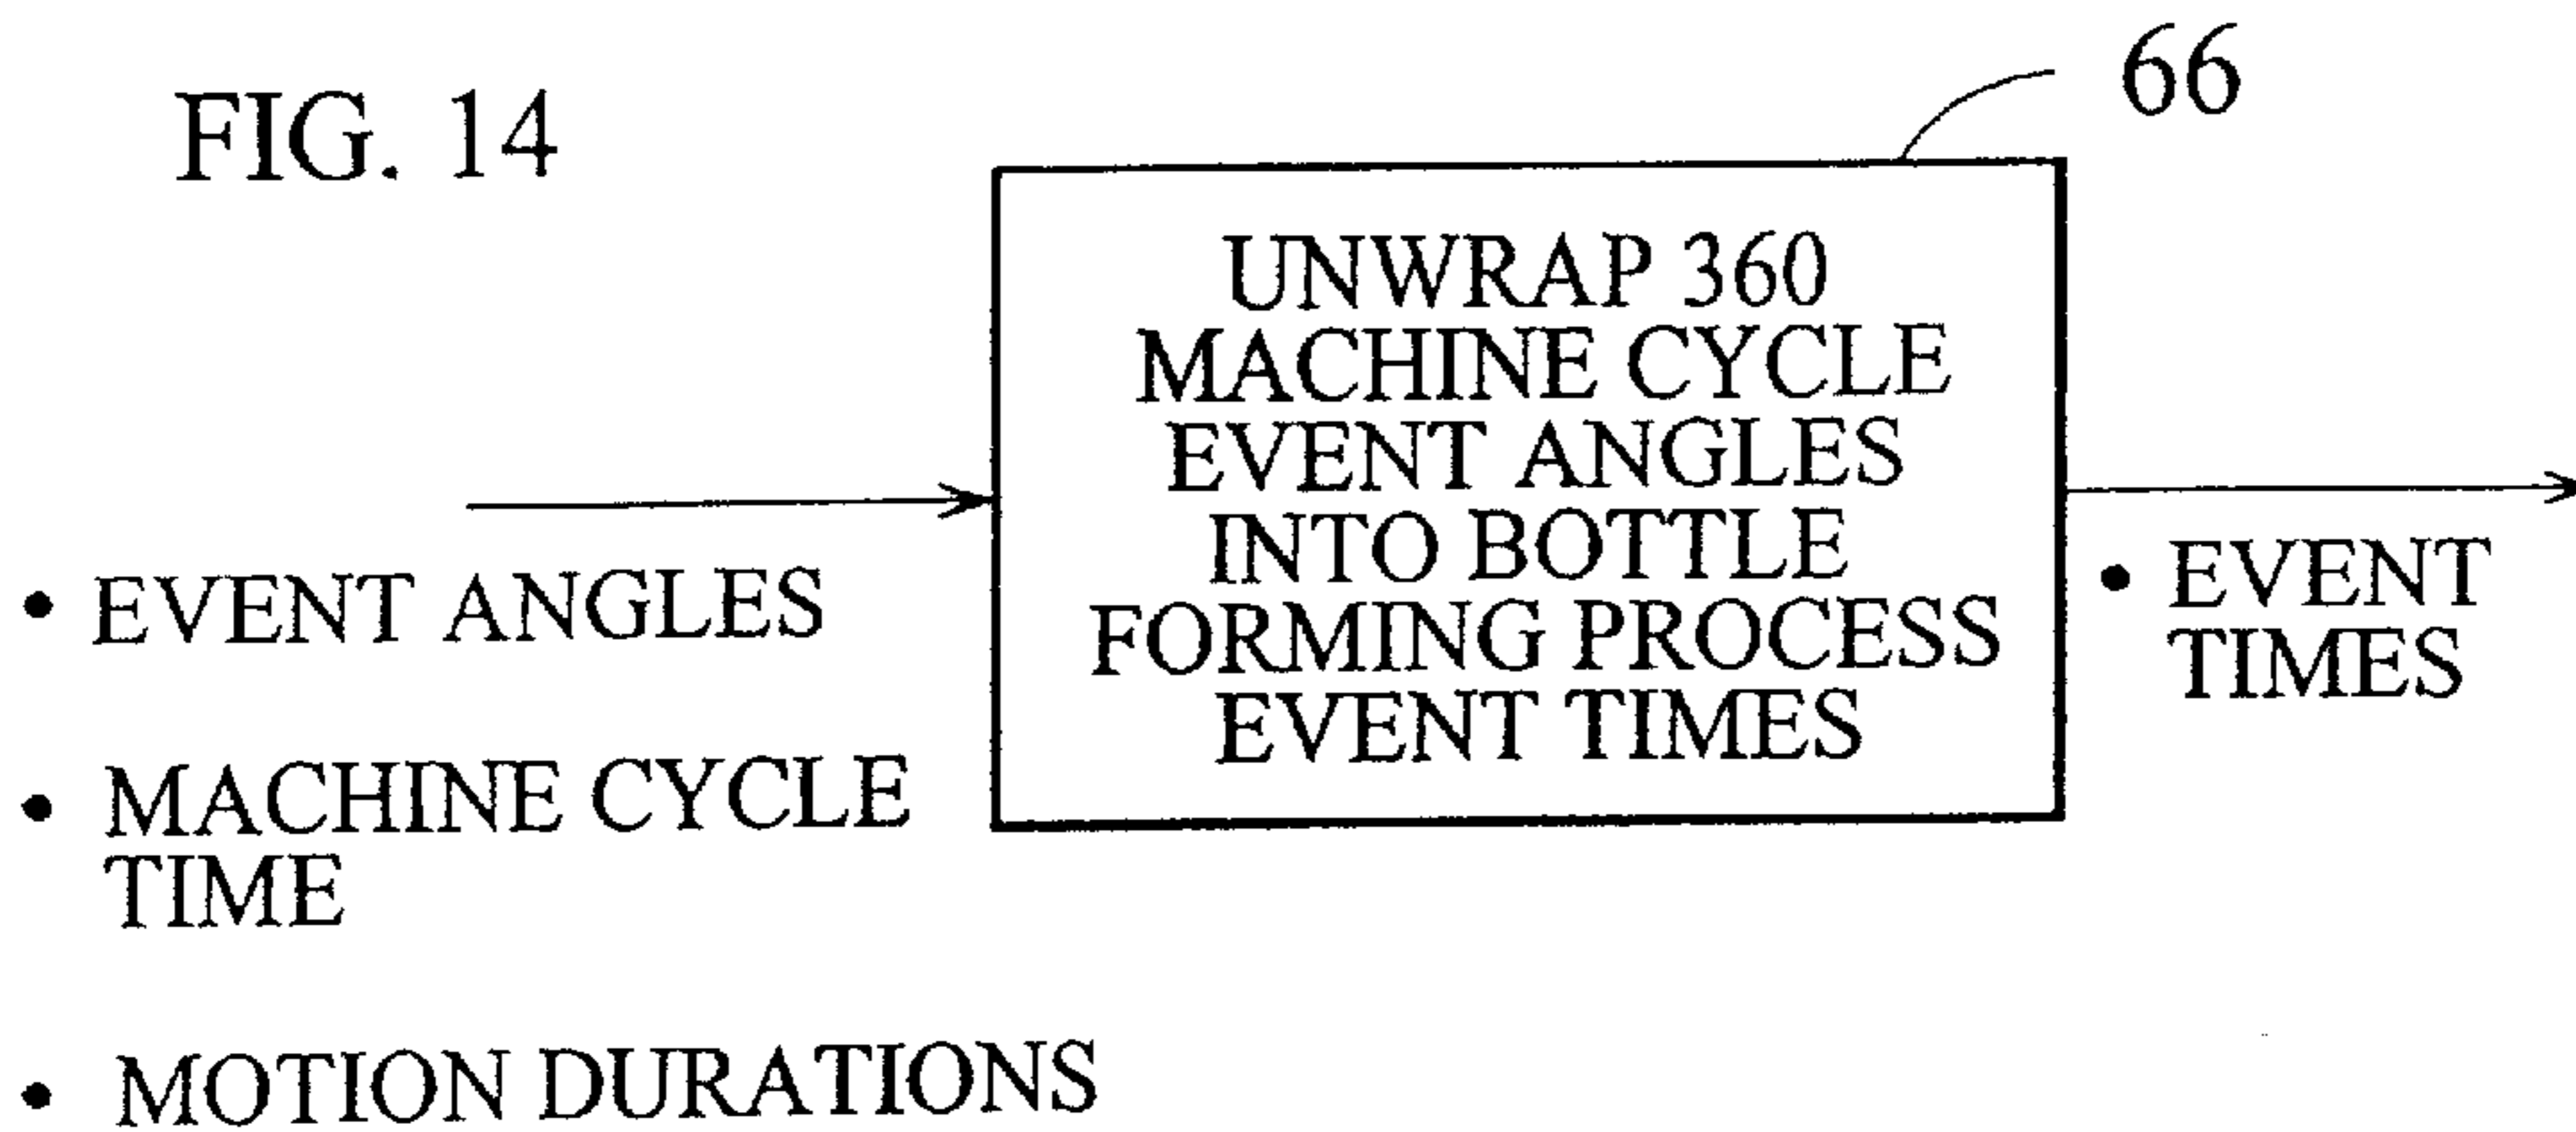 FIG. 14
66
UNWRAP 360
MACHINE CYCLE
EVENT ANGLES
INTO BOTTLE
FORMING PROCESS
EVENT TIMES
• EVENT ANGLES
• MACHINE CYCLE
TIME
• MOTION DURATIONS
• EVENT
TIMES